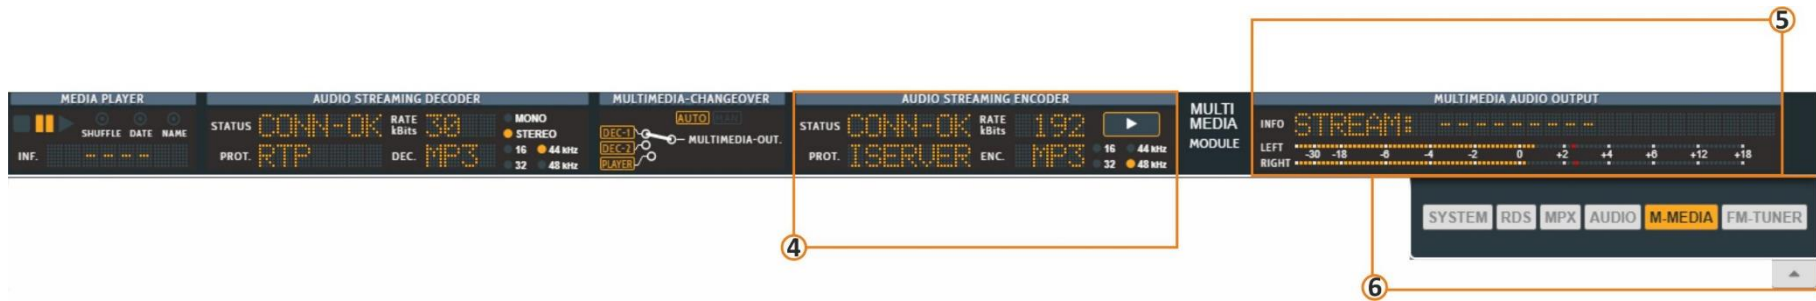 5
MEDIA PLAYER
SHUFFLE DATE NAME
INF. ----
AUDIO STREAMING DECODER
STATUS CONN-OK RATE kBits 30
PROT. RTP DEC. MP3
MONO
STEREO
16 44 kHz
32 48 kHz
MULTIMEDIA-CHANGEOVER
AUTO MAN
DEC-1
DEC-2
PLAYER
MULTIMEDIA-OUT.
AUDIO STREAMING ENCODER
STATUS CONN-OK RATE kBits 192
PROT. ISERVER ENC. MP3
16 44 kHz
32 48 kHz
MULTI
MEDIA
MODULE
MULTIMEDIA AUDIO OUTPUT
INFO STREAM: ---------
LEFT
-30 -18 -8 -4 -2 0 +2 +4 +6 +12 +18
RIGHT
SYSTEM RDS MPX AUDIO M-MEDIA FM-TUNER
4
6